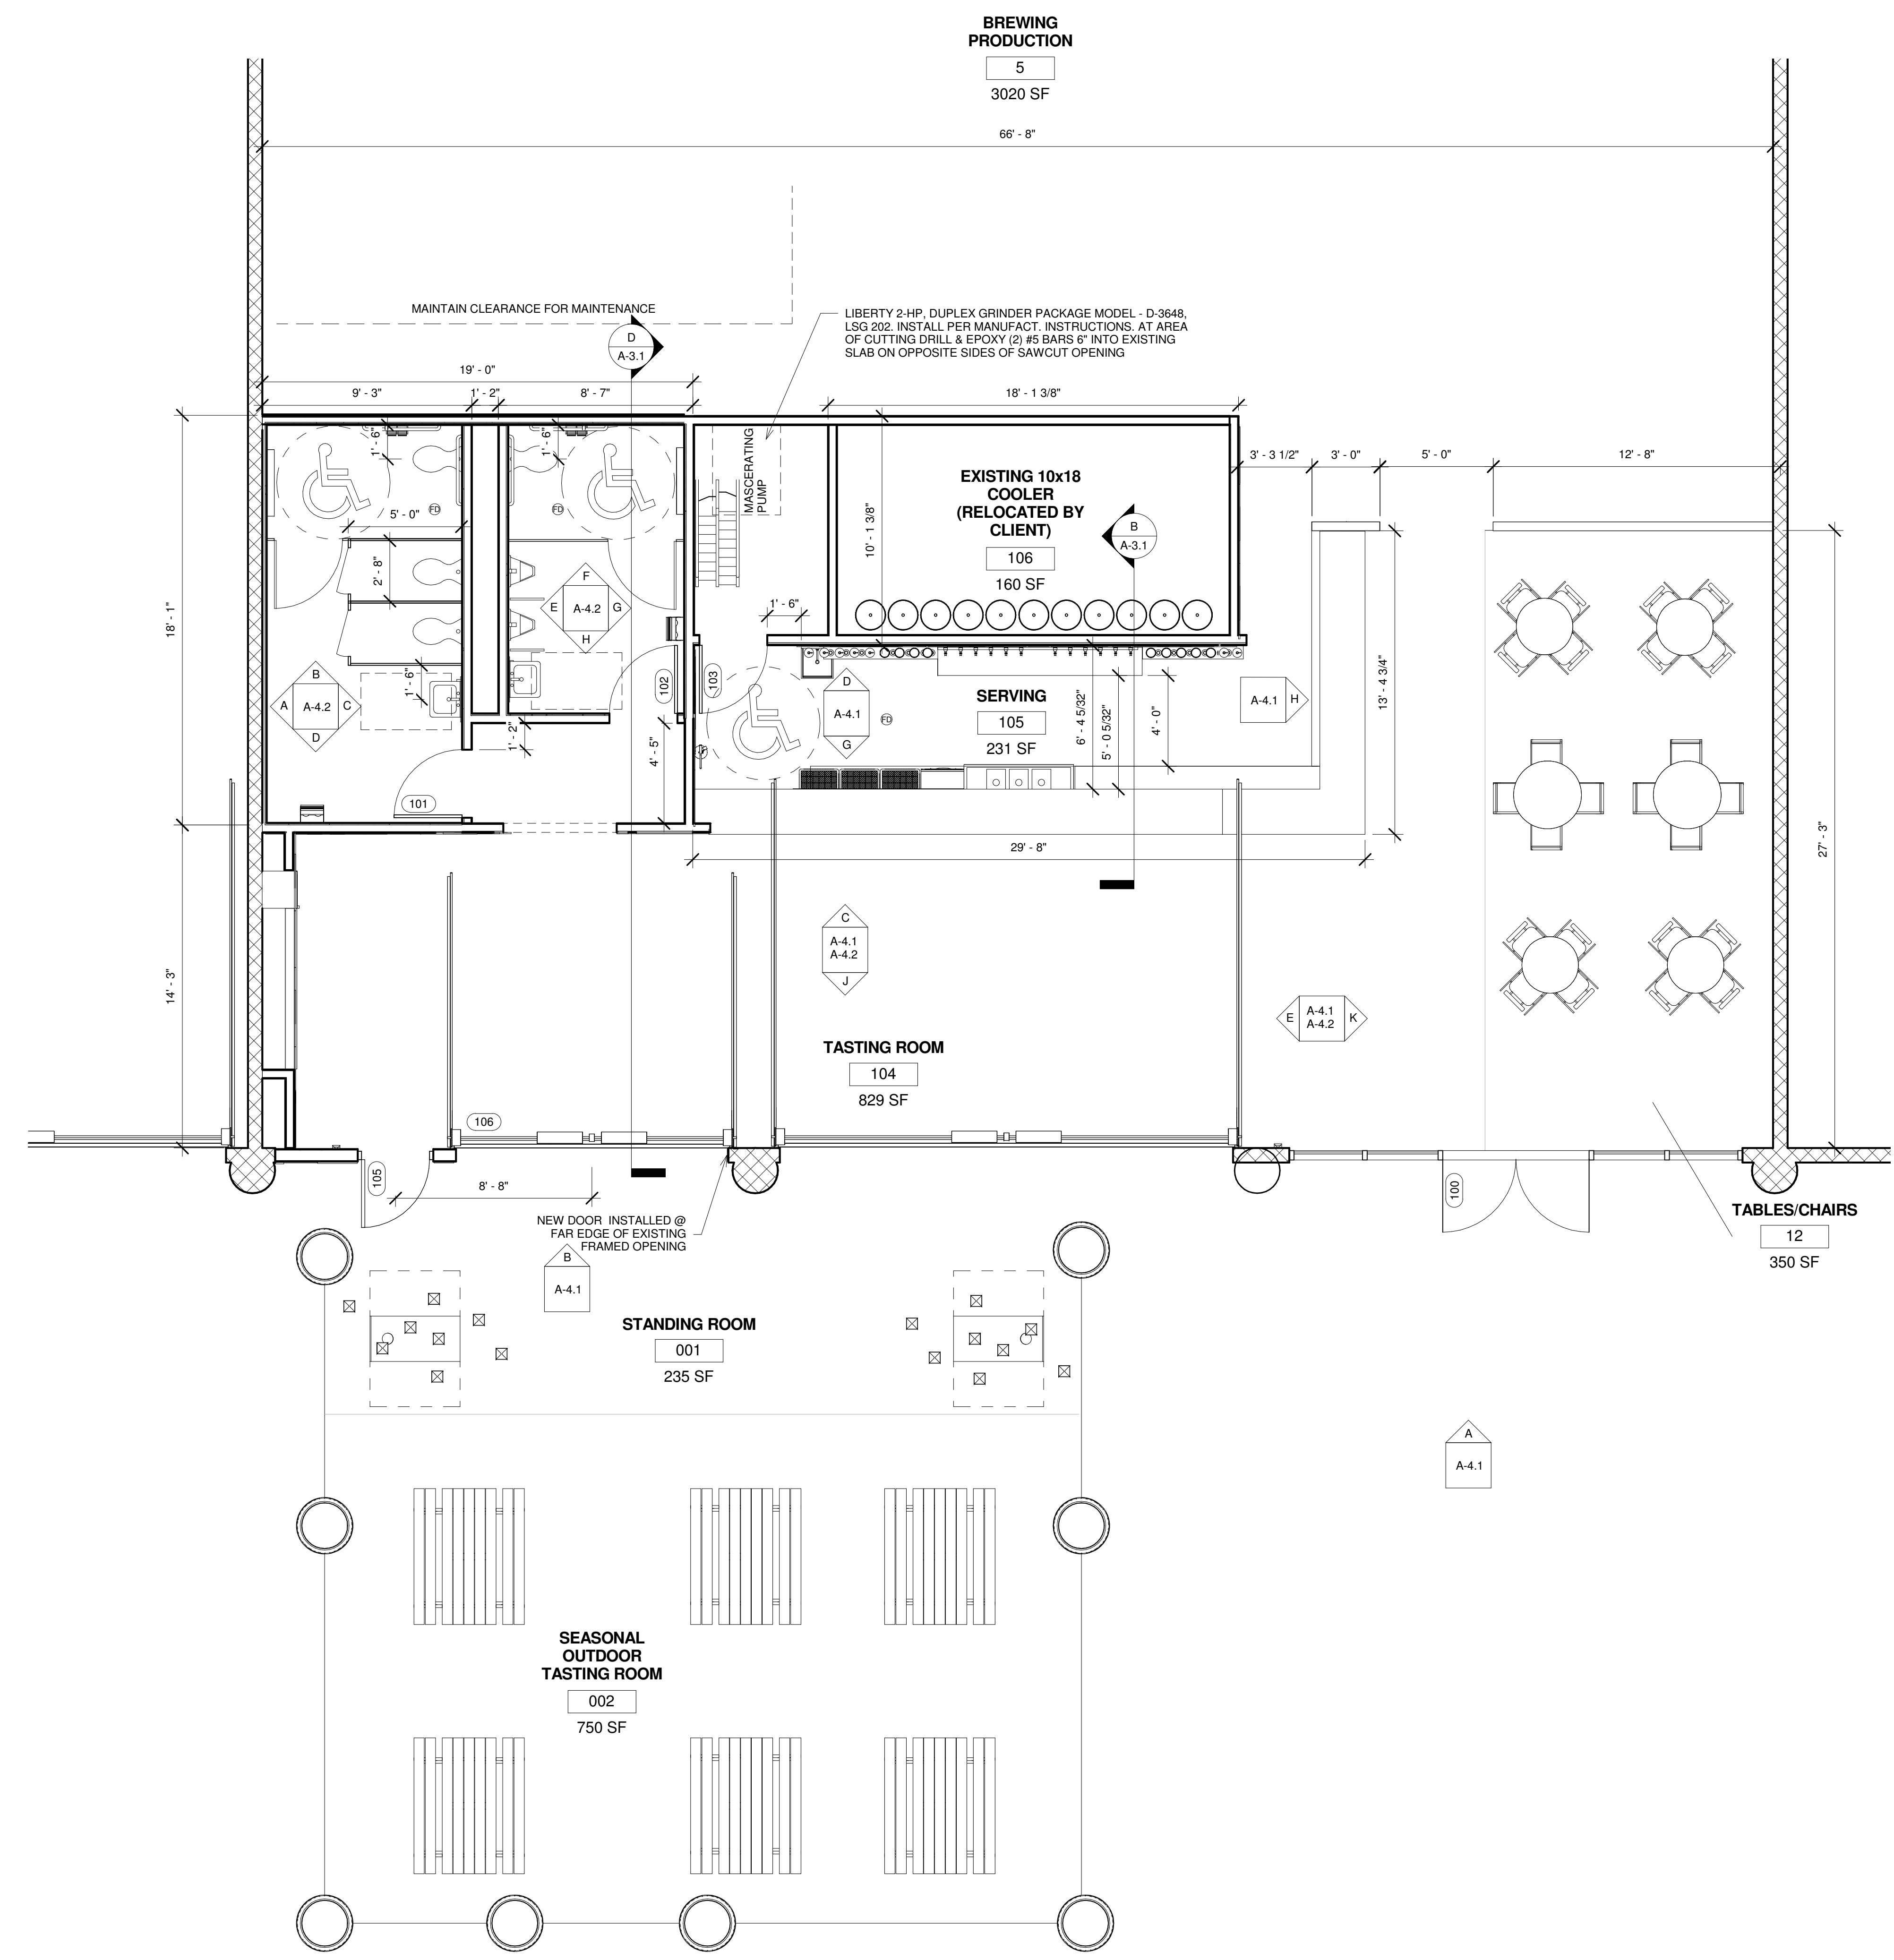 BREWING
PRODUCTION
5
3020 SF
66' - 8"
MAINTAIN CLEARANCE FOR MAINTENANCE
D
A-3.1
LIBERTY 2-HP, DUPLEX GRINDER PACKAGE MODEL - D-3648,
LSG 202. INSTALL PER MANUFACT. INSTRUCTIONS. AT AREA
OF CUTTING DRILL & EPOXY (2) #5 BARS 6" INTO EXISTING
SLAB ON OPPOSITE SIDES OF SAWCUT OPENING
19' - 0"
9' - 3"
1' - 2"
8' - 7"
18' - 1 3/8"
1' - 6"
1' - 6"
MASCERATING
PUMP
10' - 1 3/8"
EXISTING 10x18
COOLER
(RELOCATED BY
CLIENT)
106
160 SF
B
A-3.1
3' - 3 1/2"
3' - 0"
5' - 0"
12' - 8"
FD
FD
5' - 0"
2' - 8"
18' - 1"
F
E
A-4.2
G
H
1' - 6"
B
A
A-4.2
C
D
1' - 6"
102
103
D
A-4.1
G
FD
SERVING
105
231 SF
6' - 4 5/32"
5' - 0 5/32"
4' - 0"
A-4.1
H
13' - 4 3/4"
1' - 2"
4' - 5"
101
29' - 8"
27' - 3"
14' - 3"
C
A-4.1
A-4.2
J
E
A-4.1
A-4.2
K
TASTING ROOM
104
829 SF
106
105
8' - 8"
100
NEW DOOR INSTALLED @
FAR EDGE OF EXISTING
FRAMED OPENING
TABLES/CHAIRS
12
350 SF
B
A-4.1
STANDING ROOM
001
235 SF
A
A-4.1
SEASONAL
OUTDOOR
TASTING ROOM
002
750 SF